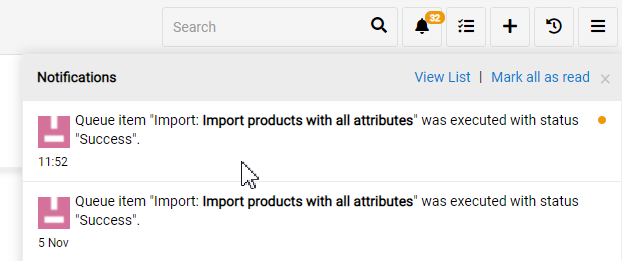 Search
32
Notifications
View List | Mark all as read ×
Queue item "Import: Import products with all attributes" was executed with status
"Success".
11:52
Queue item "Import: Import products with all attributes" was executed with status
"Success".
5 Nov